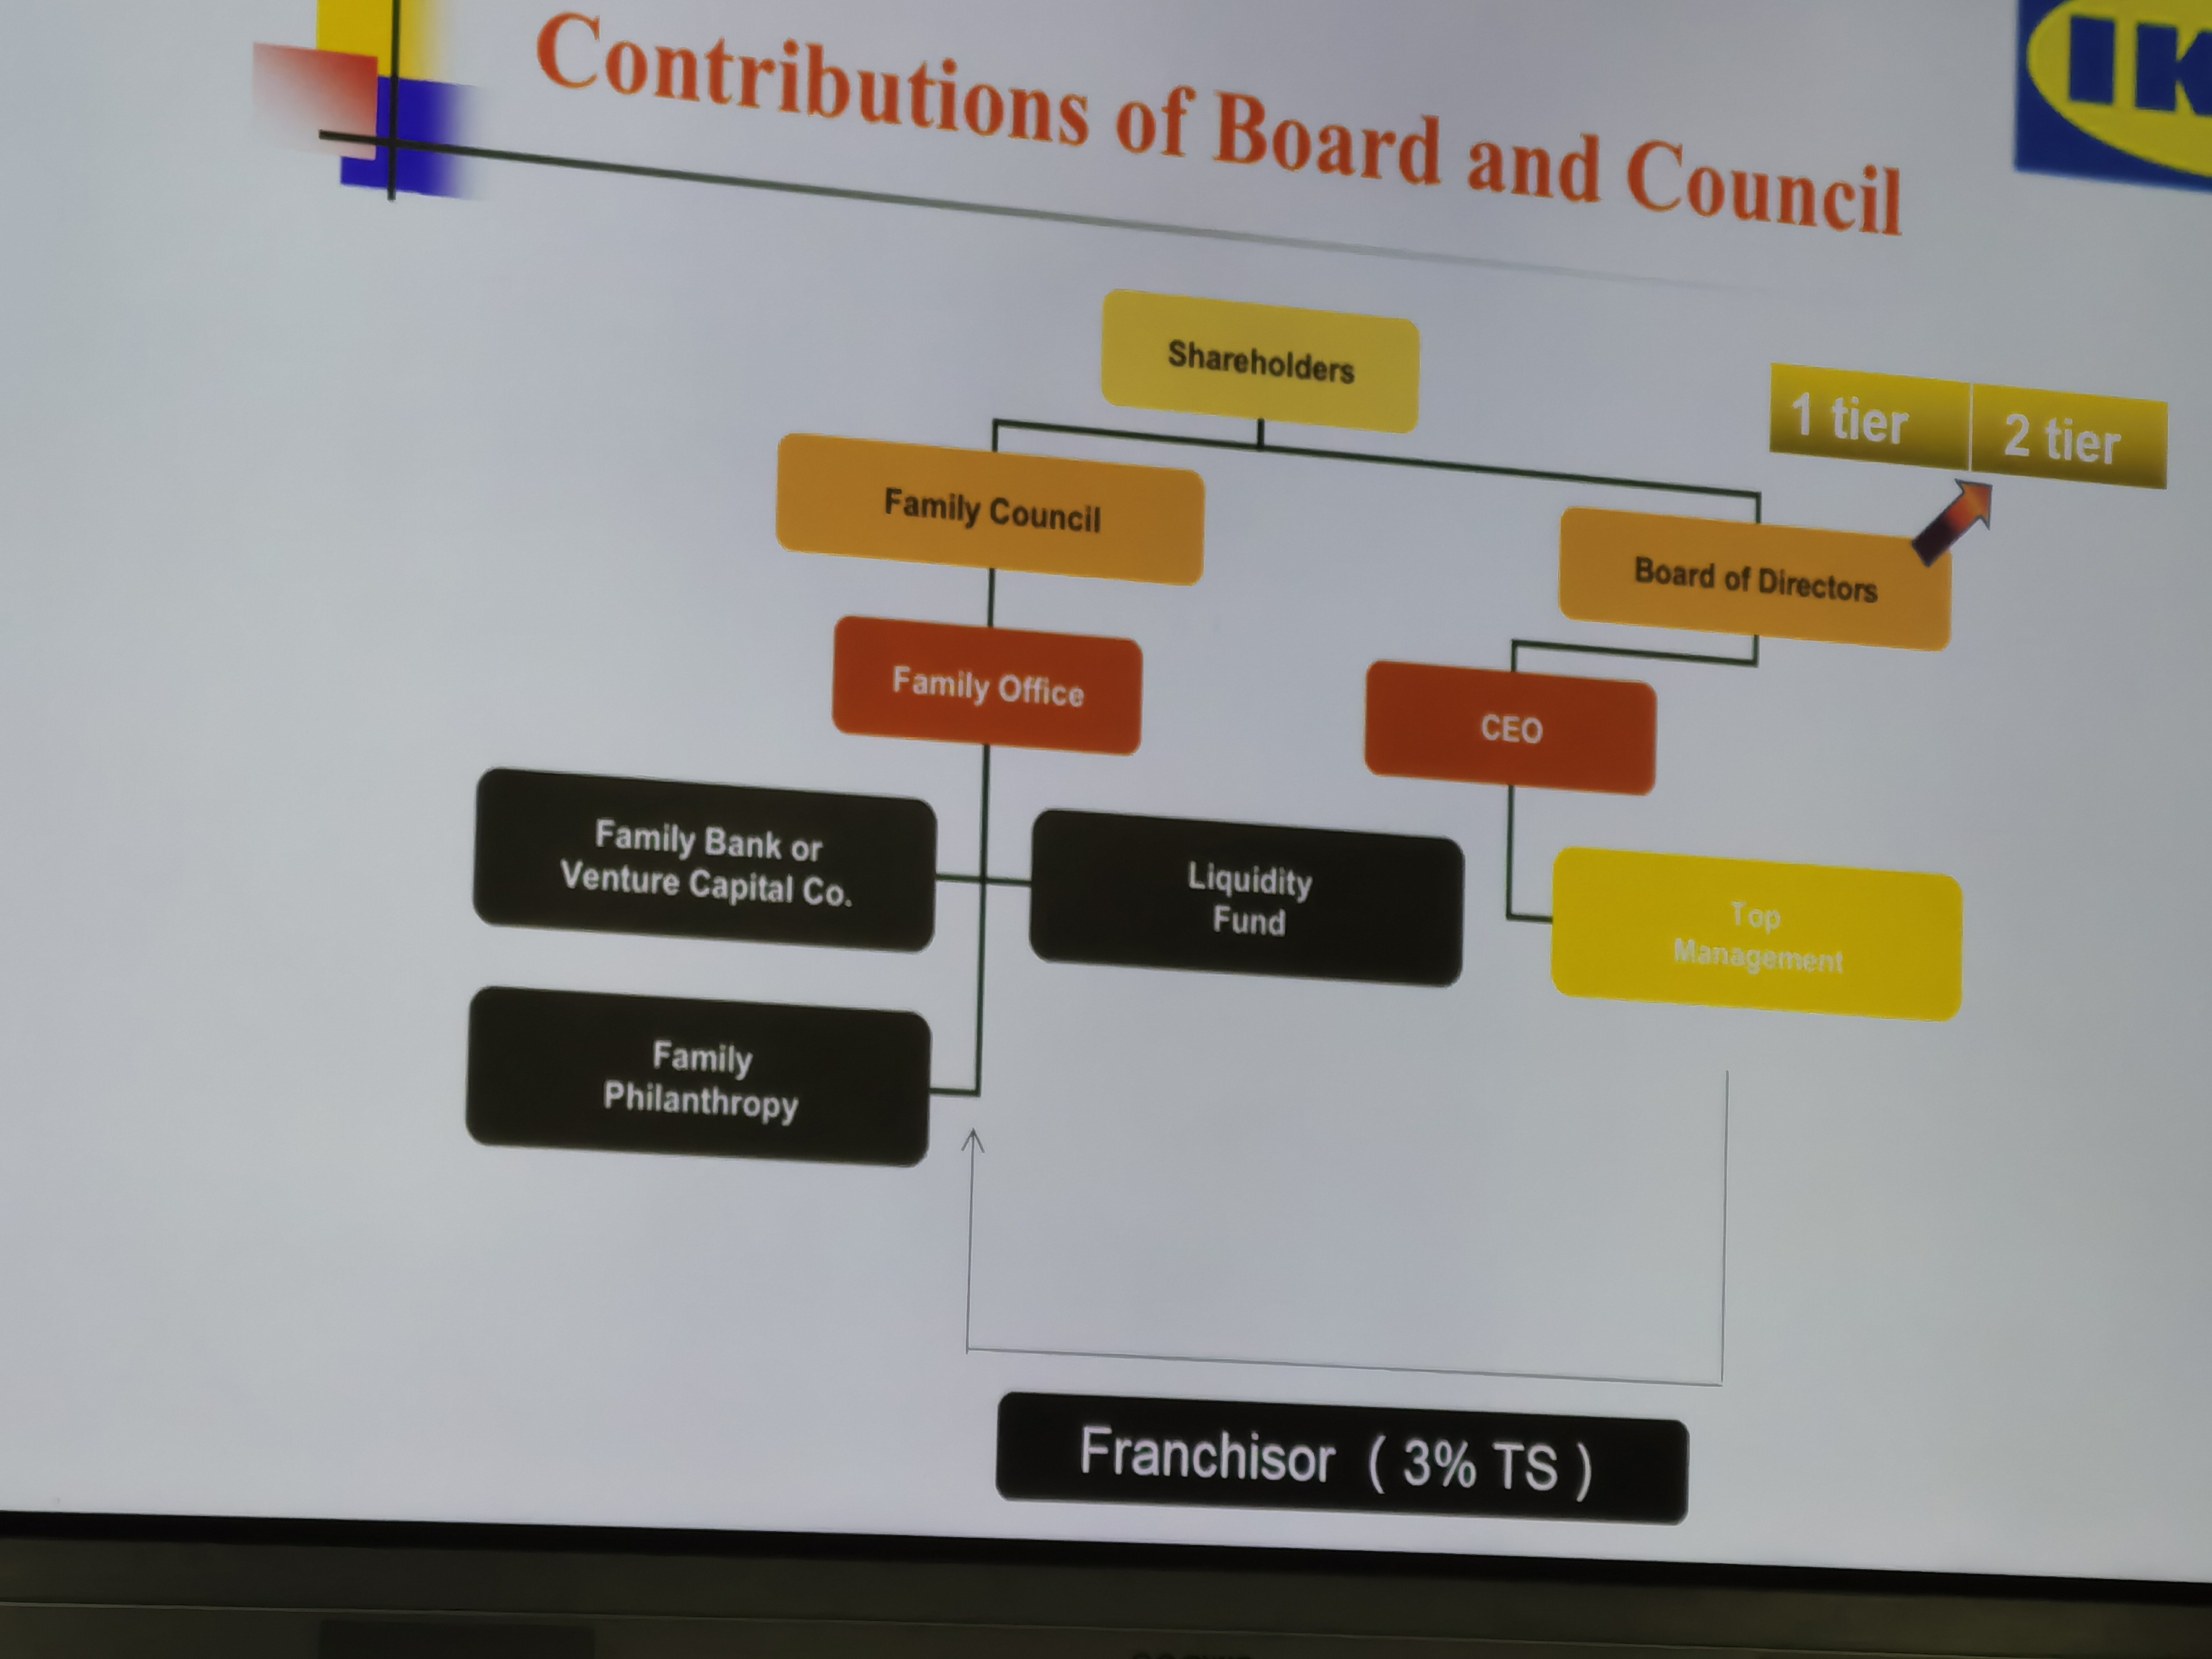 Contributions of Board and Council
IK
Shareholders
1 tier
2 tier
Family Council
Board of Directors
Family Office
CEO
Family Bank or
Venture Capital Co.
Liquidity
Fund
Top
Management
Family
Philanthropy
Franchisor ( 3% TS )